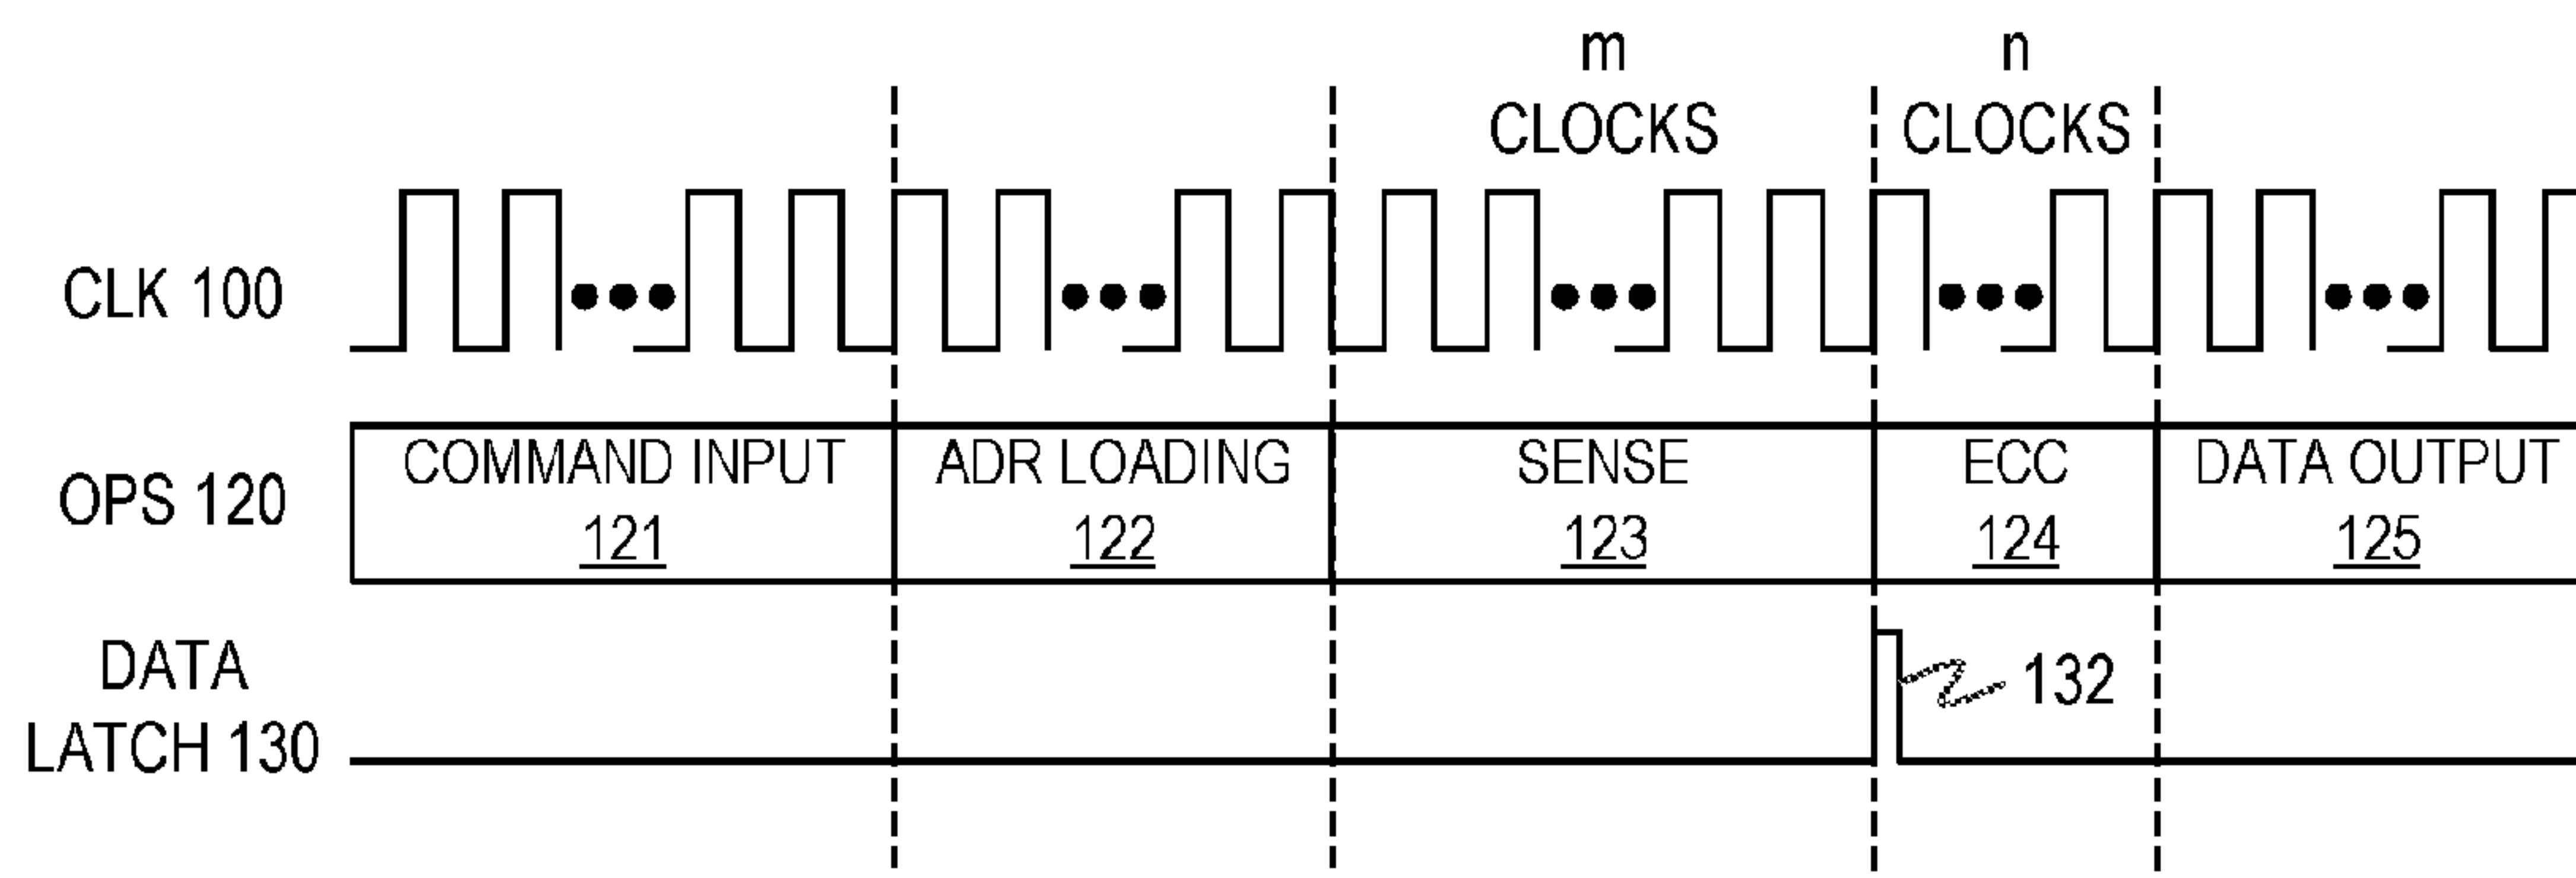 m
CLOCKS
n
CLOCKS
CLK 100
OPS 120
COMMAND INPUT
121
ADR LOADING
122
SENSE
123
ECC
124
DATA OUTPUT
125
DATA
LATCH 130
132